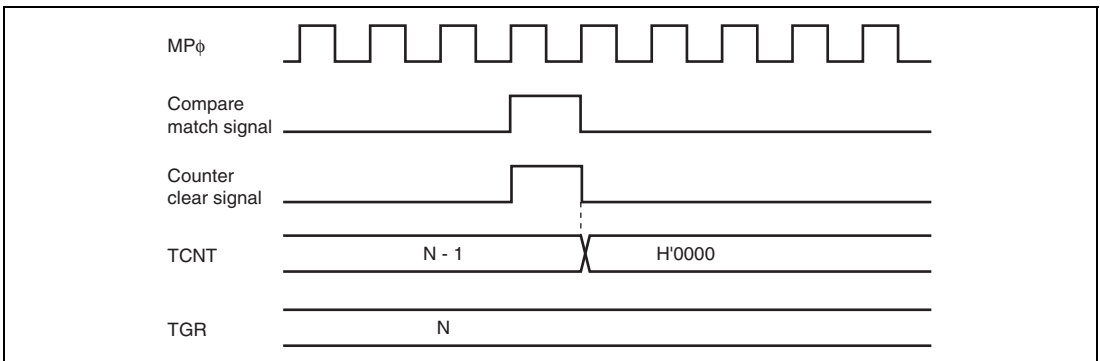 MPϕ
Compare
match signal
Counter
clear signal
TCNT
N - 1
H'0000
TGR
N